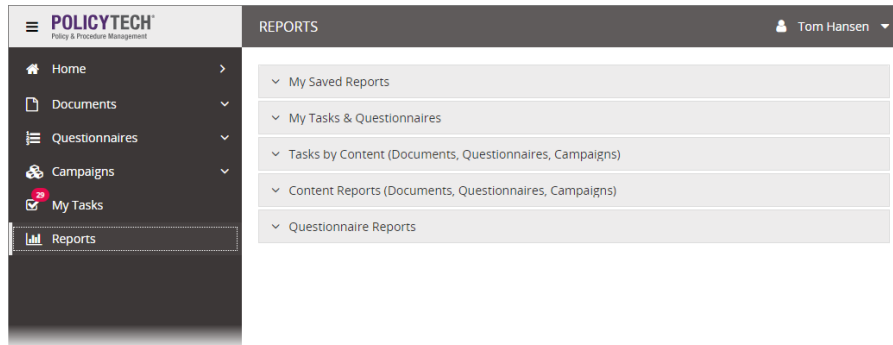 POLICYTECH®
Policy & Procedure Management
REPORTS
Tom Hansen
Home
Documents
Questionnaires
Campaigns
29
My Tasks
Reports
My Saved Reports
My Tasks & Questionnaires
Tasks by Content (Documents, Questionnaires, Campaigns)
Content Reports (Documents, Questionnaires, Campaigns)
Questionnaire Reports